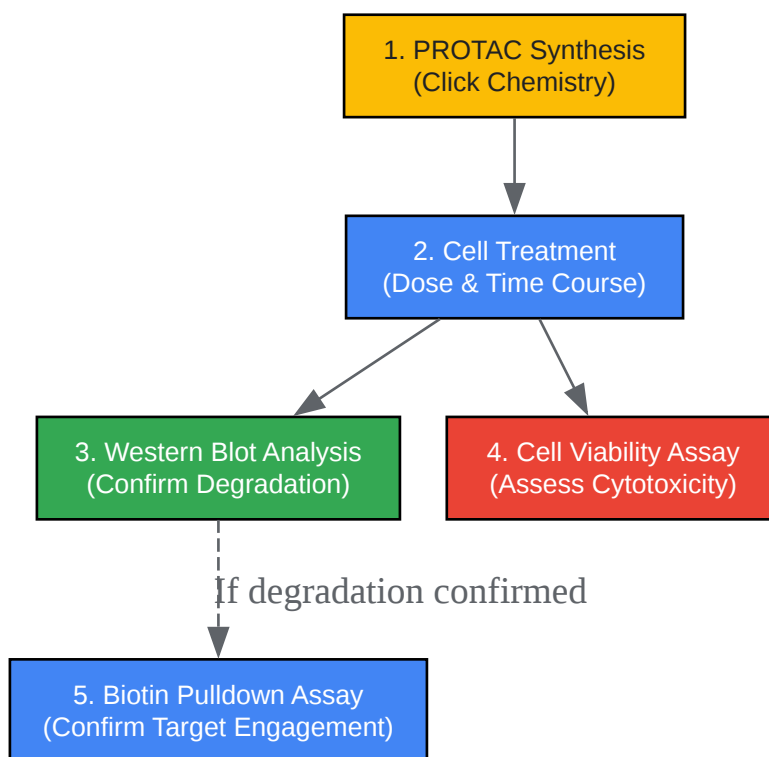 1. PROTAC Synthesis
(Click Chemistry)
2. Cell Treatment
(Dose & Time Course)
3. Western Blot Analysis
(Confirm Degradation)
4. Cell Viability Assay
(Assess Cytotoxicity)
If degradation confirmed
5. Biotin Pulldown Assay
(Confirm Target Engagement)